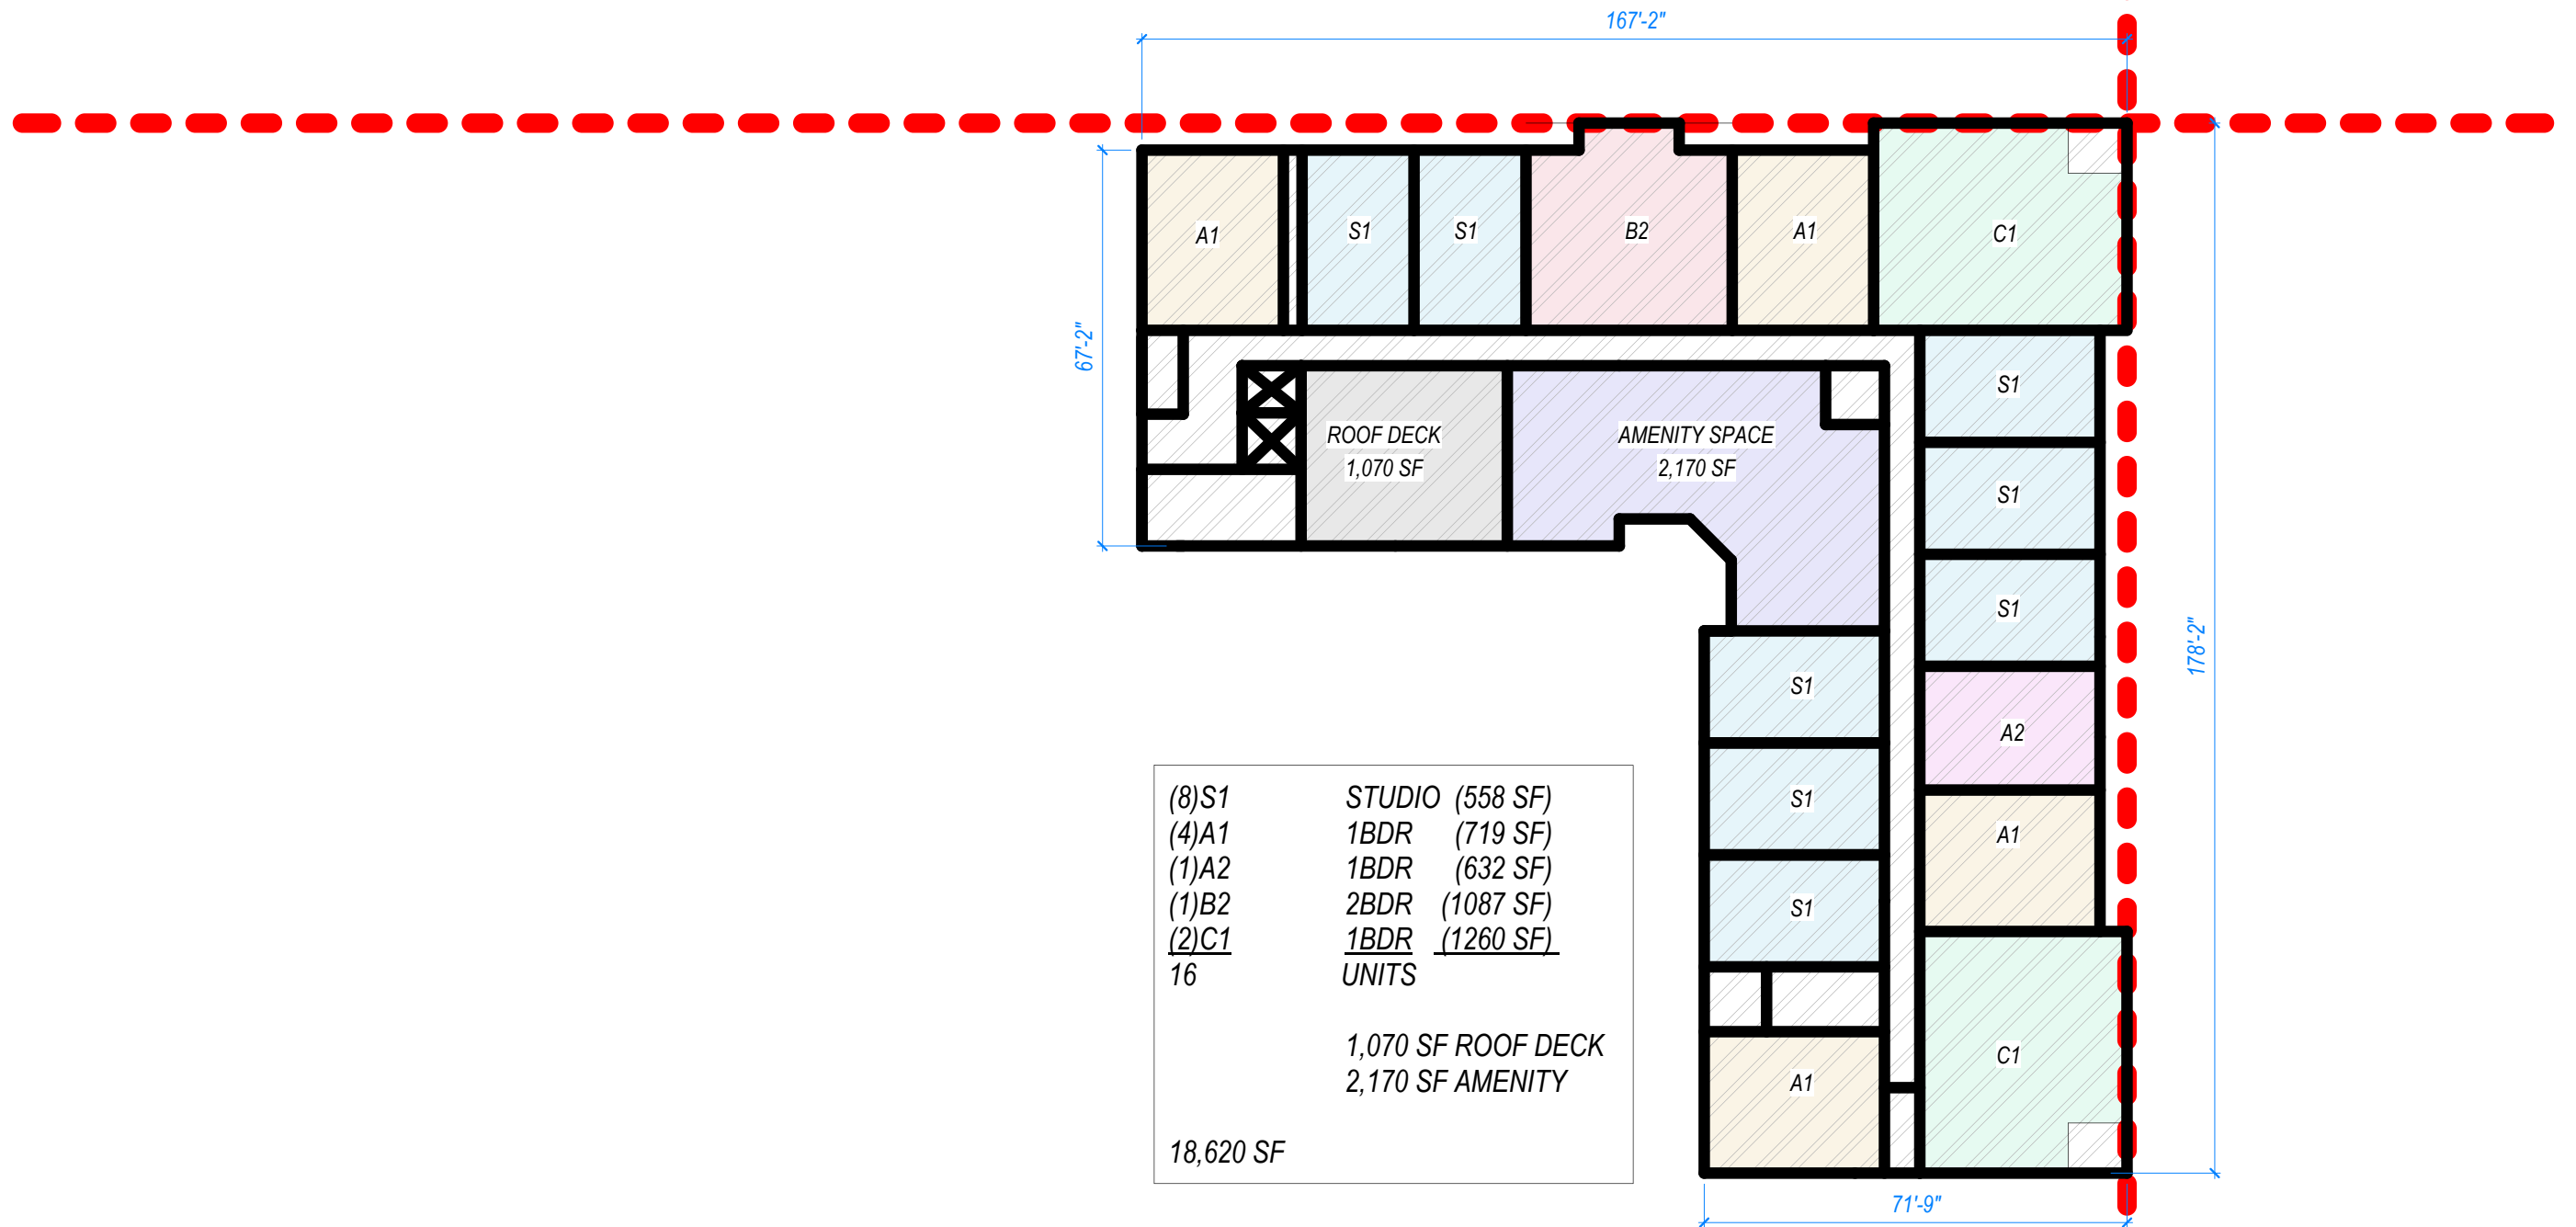 167'-2"
A1
S1
S1
B2
A1
C1
67'-2"
S1
ROOF DECK
1,070 SF
AMENITY SPACE
2,170 SF
S1
S1
178'-2"
S1
A2
S1
A1
S1
C1
A1
(8)S1 STUDIO (558 SF)
(4)A1 1BDR (719 SF)
(1)A2 1BDR (632 SF)
(1)B2 2BDR (1087 SF)
(2)C1 1BDR (1260 SF)
16 UNITS
1,070 SF ROOF DECK
2,170 SF AMENITY
18,620 SF
71'-9"